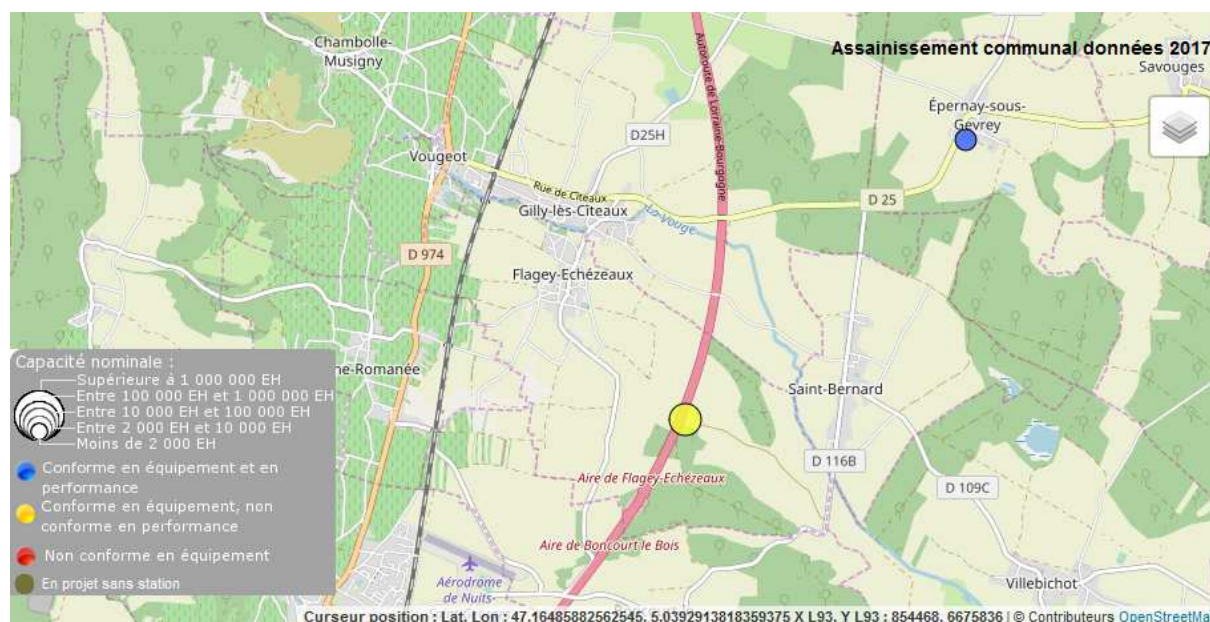 Assainissement communal données 2017
Chambolle-
Musigny
Autoroute de Lorraine-Bourgogne
Savouges
Épernay-sous-
Gevrey
D25H
Vougeot
Rue de Cîteaux
D 25
Gilly-lès-Cîteaux
La Vouge
D 974
Flagey-Echézeaux
Capacité nominale :
Supérieure à 1 000 000 EH
Entre 100 000 EH et 1 000 000 EH
Entre 10 000 EH et 100 000 EH
Entre 2 000 EH et 10 000 EH
Moins de 2 000 EH
Conforme en équipement et en
performance
Conforme en équipement, non
conforme en performance
Non conforme en équipement
En projet sans station
ne-Romanée
Saint-Bernard
D 116B
Aire de Flagey-Echézeaux
D 109C
Aire de Boncourt le Bois
Aérodrome
de Nuits-
Villebichot
Curseur position : Lat, Lon : 47.16485882562545, 5.0392913818359375 X L93, Y L93 : 854468, 6675836 | © Contributeurs OpenStreetMa